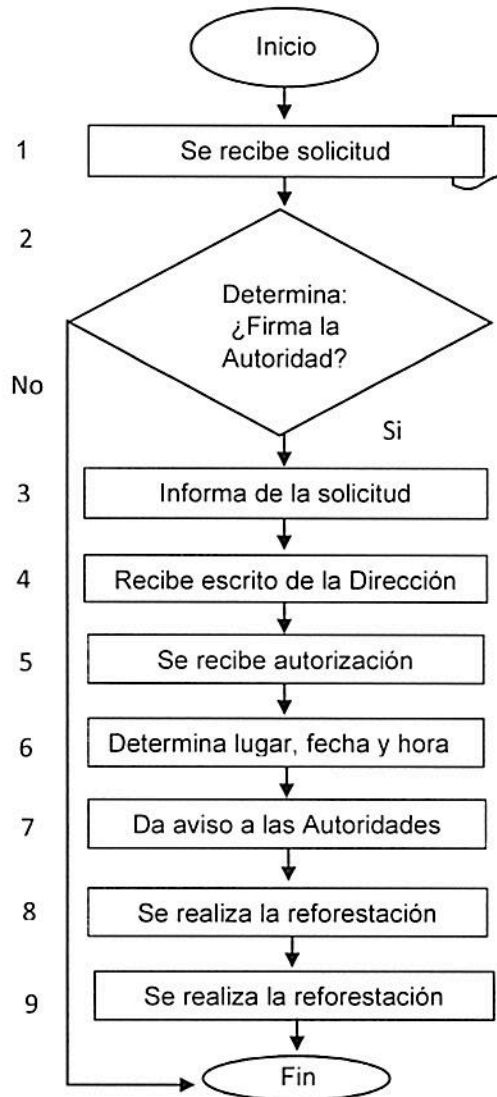 Inicio
1
Se recibe solicitud
2
Determina:
¿Firma la
Autoridad?
No
Si
3
Informa de la solicitud
4
Recibe escrito de la Dirección
5
Se recibe autorización
6
Determina lugar, fecha y hora
7
Da aviso a las Autoridades
8
Se realiza la reforestación
9
Se realiza la reforestación
Fin